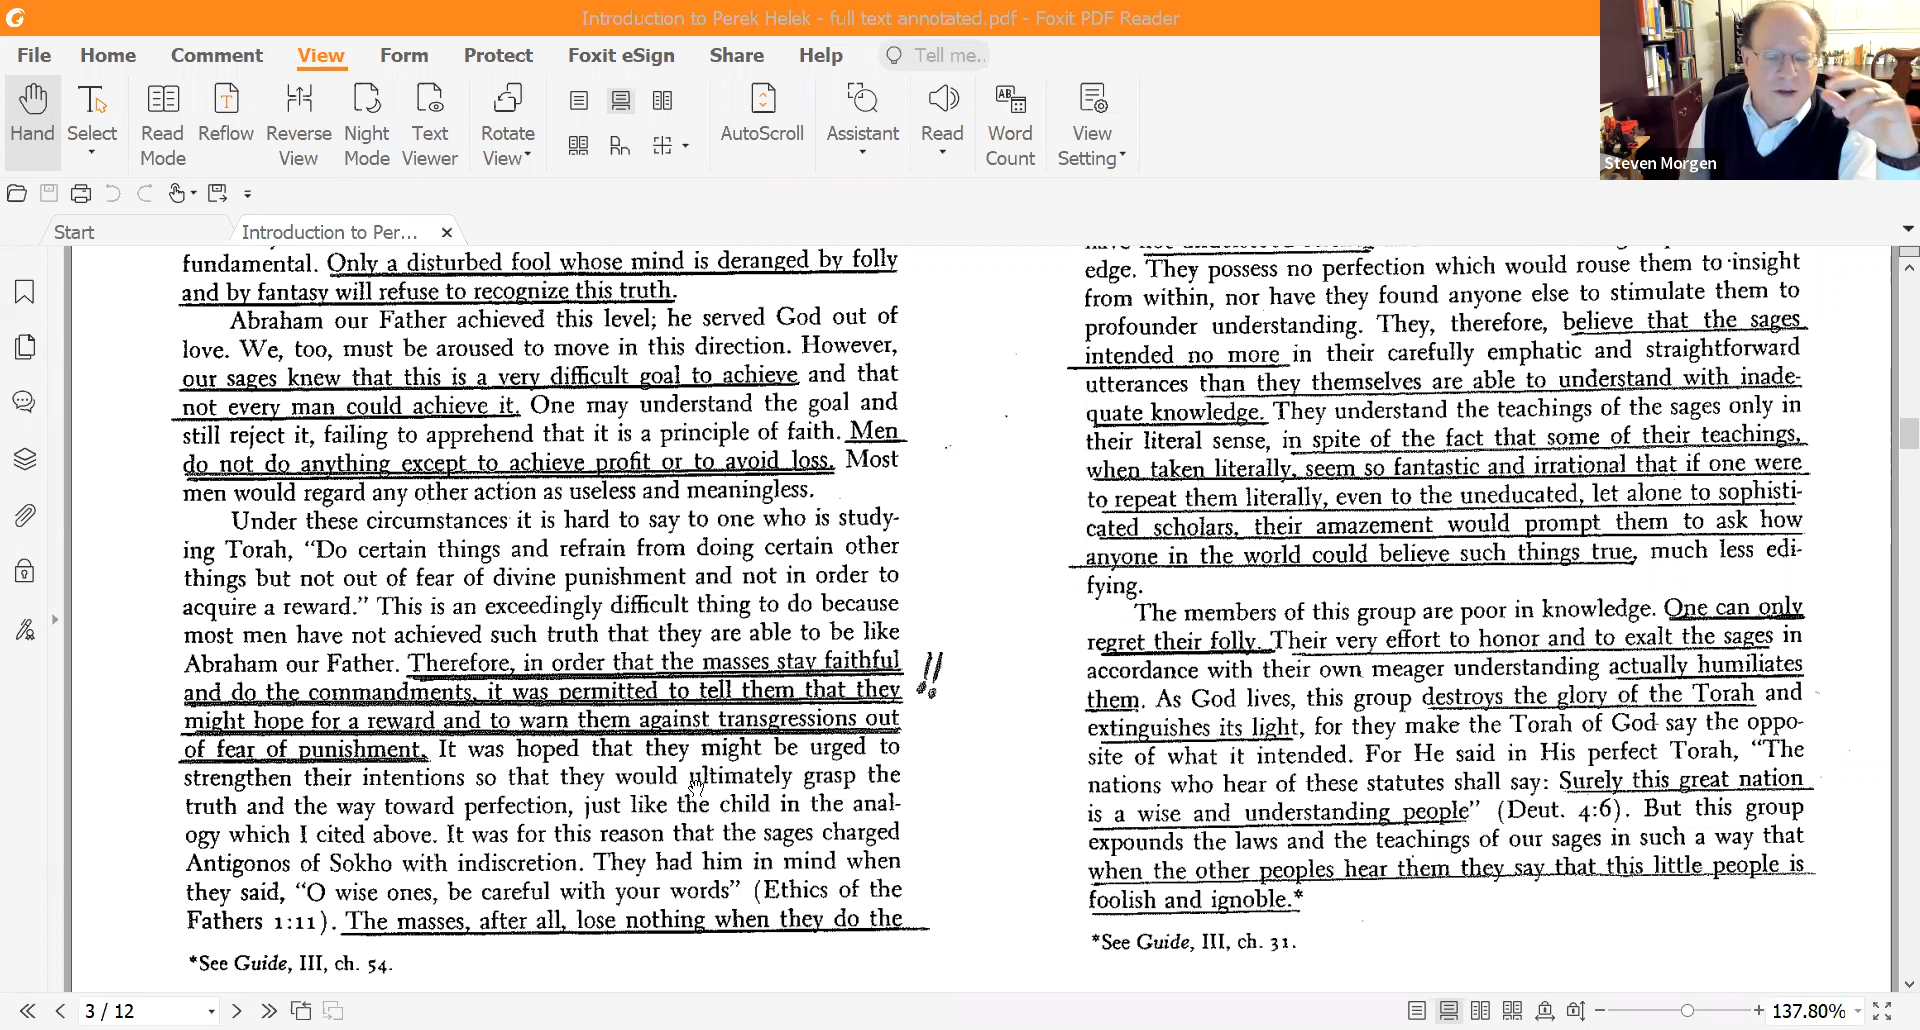 Introduction to Perek Helek - full text annotated.pdf - Foxit PDF Reader
File Home Comment View Form Protect Foxit eSign Share Help Tell me..
Hand Select Read Mode Reflow Reverse View Night Mode Text Viewer Rotate View AutoScroll Assistant Read Word Count View Setting
Steven Morgen
Start Introduction to Per...
fundamental. Only a disturbed fool whose mind is deranged by folly
and by fantasy will refuse to recognize this truth.
Abraham our Father achieved this level; he served God out of
love. We, too, must be aroused to move in this direction. However,
our sages knew that this is a very difficult goal to achieve and that
not every man could achieve it. One may understand the goal and
still reject it, failing to apprehend that it is a principle of faith. Men
do not do anything except to achieve profit or to avoid loss. Most
men would regard any other action as useless and meaningless.
Under these circumstances it is hard to say to one who is study-
ing Torah, “Do certain things and refrain from doing certain other
things but not out of fear of divine punishment and not in order to
acquire a reward.” This is an exceedingly difficult thing to do because
most men have not achieved such truth that they are able to be like
Abraham our Father. Therefore, in order that the masses stay faithful
and do the commandments, it was permitted to tell them that they
might hope for a reward and to warn them against transgressions out
of fear of punishment. It was hoped that they might be urged to
strengthen their intentions so that they would ultimately grasp the
truth and the way toward perfection, just like the child in the anal-
ogy which I cited above. It was for this reason that the sages charged
Antigonos of Sokho with indiscretion. They had him in mind when
they said, “O wise ones, be careful with your words” (Ethics of the
Fathers 1:11). The masses, after all, lose nothing when they do the
*See Guide, III, ch. 54.
!!
edge. They possess no perfection which would rouse them to insight
from within, nor have they found anyone else to stimulate them to
profounder understanding. They, therefore, believe that the sages
intended no more in their carefully emphatic and straightforward
utterances than they themselves are able to understand with inade-
quate knowledge. They understand the teachings of the sages only in
their literal sense, in spite of the fact that some of their teachings,
when taken literally, seem so fantastic and irrational that if one were
to repeat them literally, even to the uneducated, let alone to sophisti-
cated scholars, their amazement would prompt them to ask how
anyone in the world could believe such things true, much less edi-
fying.
The members of this group are poor in knowledge. One can only
regret their folly. Their very effort to honor and to exalt the sages in
accordance with their own meager understanding actually humiliates
them. As God lives, this group destroys the glory of the Torah and
extinguishes its light, for they make the Torah of God say the oppo-
site of what it intended. For He said in His perfect Torah, “The
nations who hear of these statutes shall say: Surely this great nation
is a wise and understanding people” (Deut. 4:6). But this group
expounds the laws and the teachings of our sages in such a way that
when the other peoples hear them they say that this little people is
foolish and ignoble.*
*See Guide, III, ch. 31.
3 / 12
137.80%